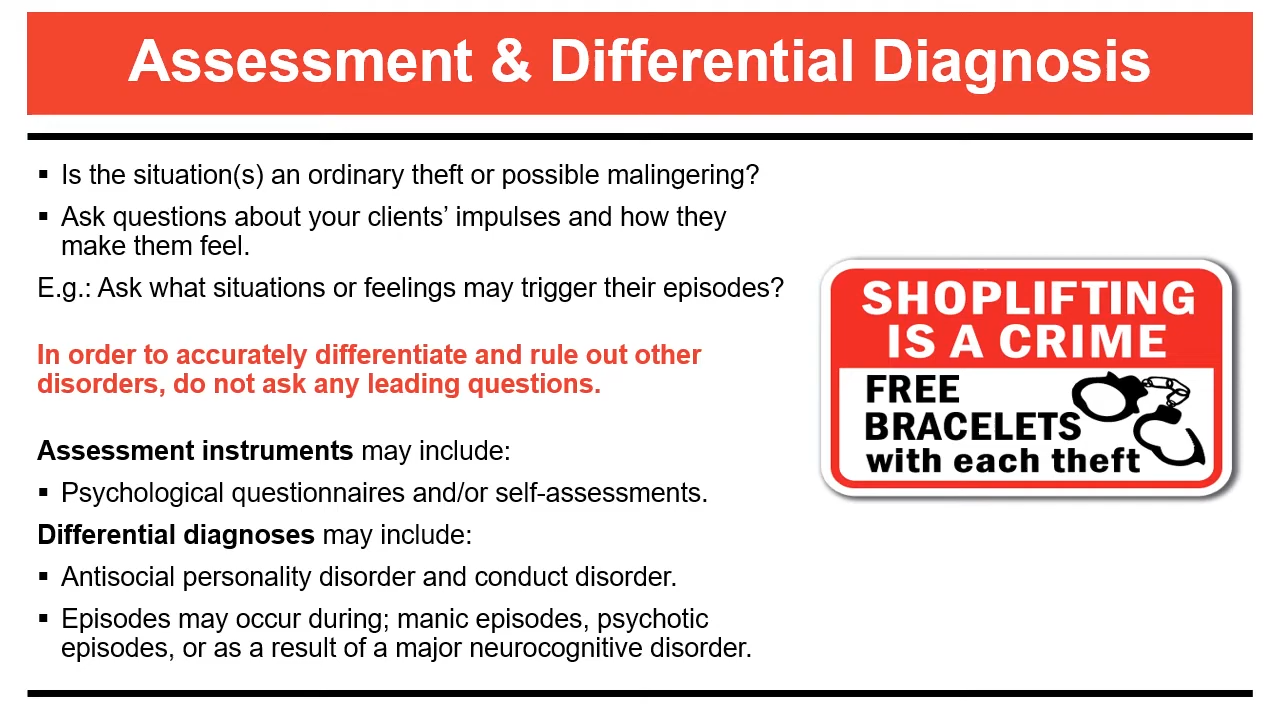 Assessment & Differential Diagnosis
▪ Is the situation(s) an ordinary theft or possible malingering?
▪ Ask questions about your clients’ impulses and how they
make them feel.
E.g.: Ask what situations or feelings may trigger their episodes?
In order to accurately differentiate and rule out other
disorders, do not ask any leading questions.
Assessment instruments may include:
▪ Psychological questionnaires and/or self-assessments.
Differential diagnoses may include:
▪ Antisocial personality disorder and conduct disorder.
▪ Episodes may occur during; manic episodes, psychotic
episodes, or as a result of a major neurocognitive disorder.
SHOPLIFTING
IS A CRIME
FREE
BRACELETS
with each theft